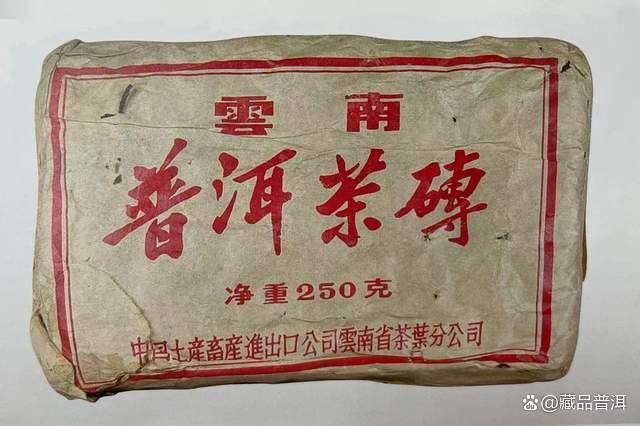 雲南
普洱茶磚
净重250克
中国土産畜産進出口公司雲南省茶葉分公司
@藏品普洱